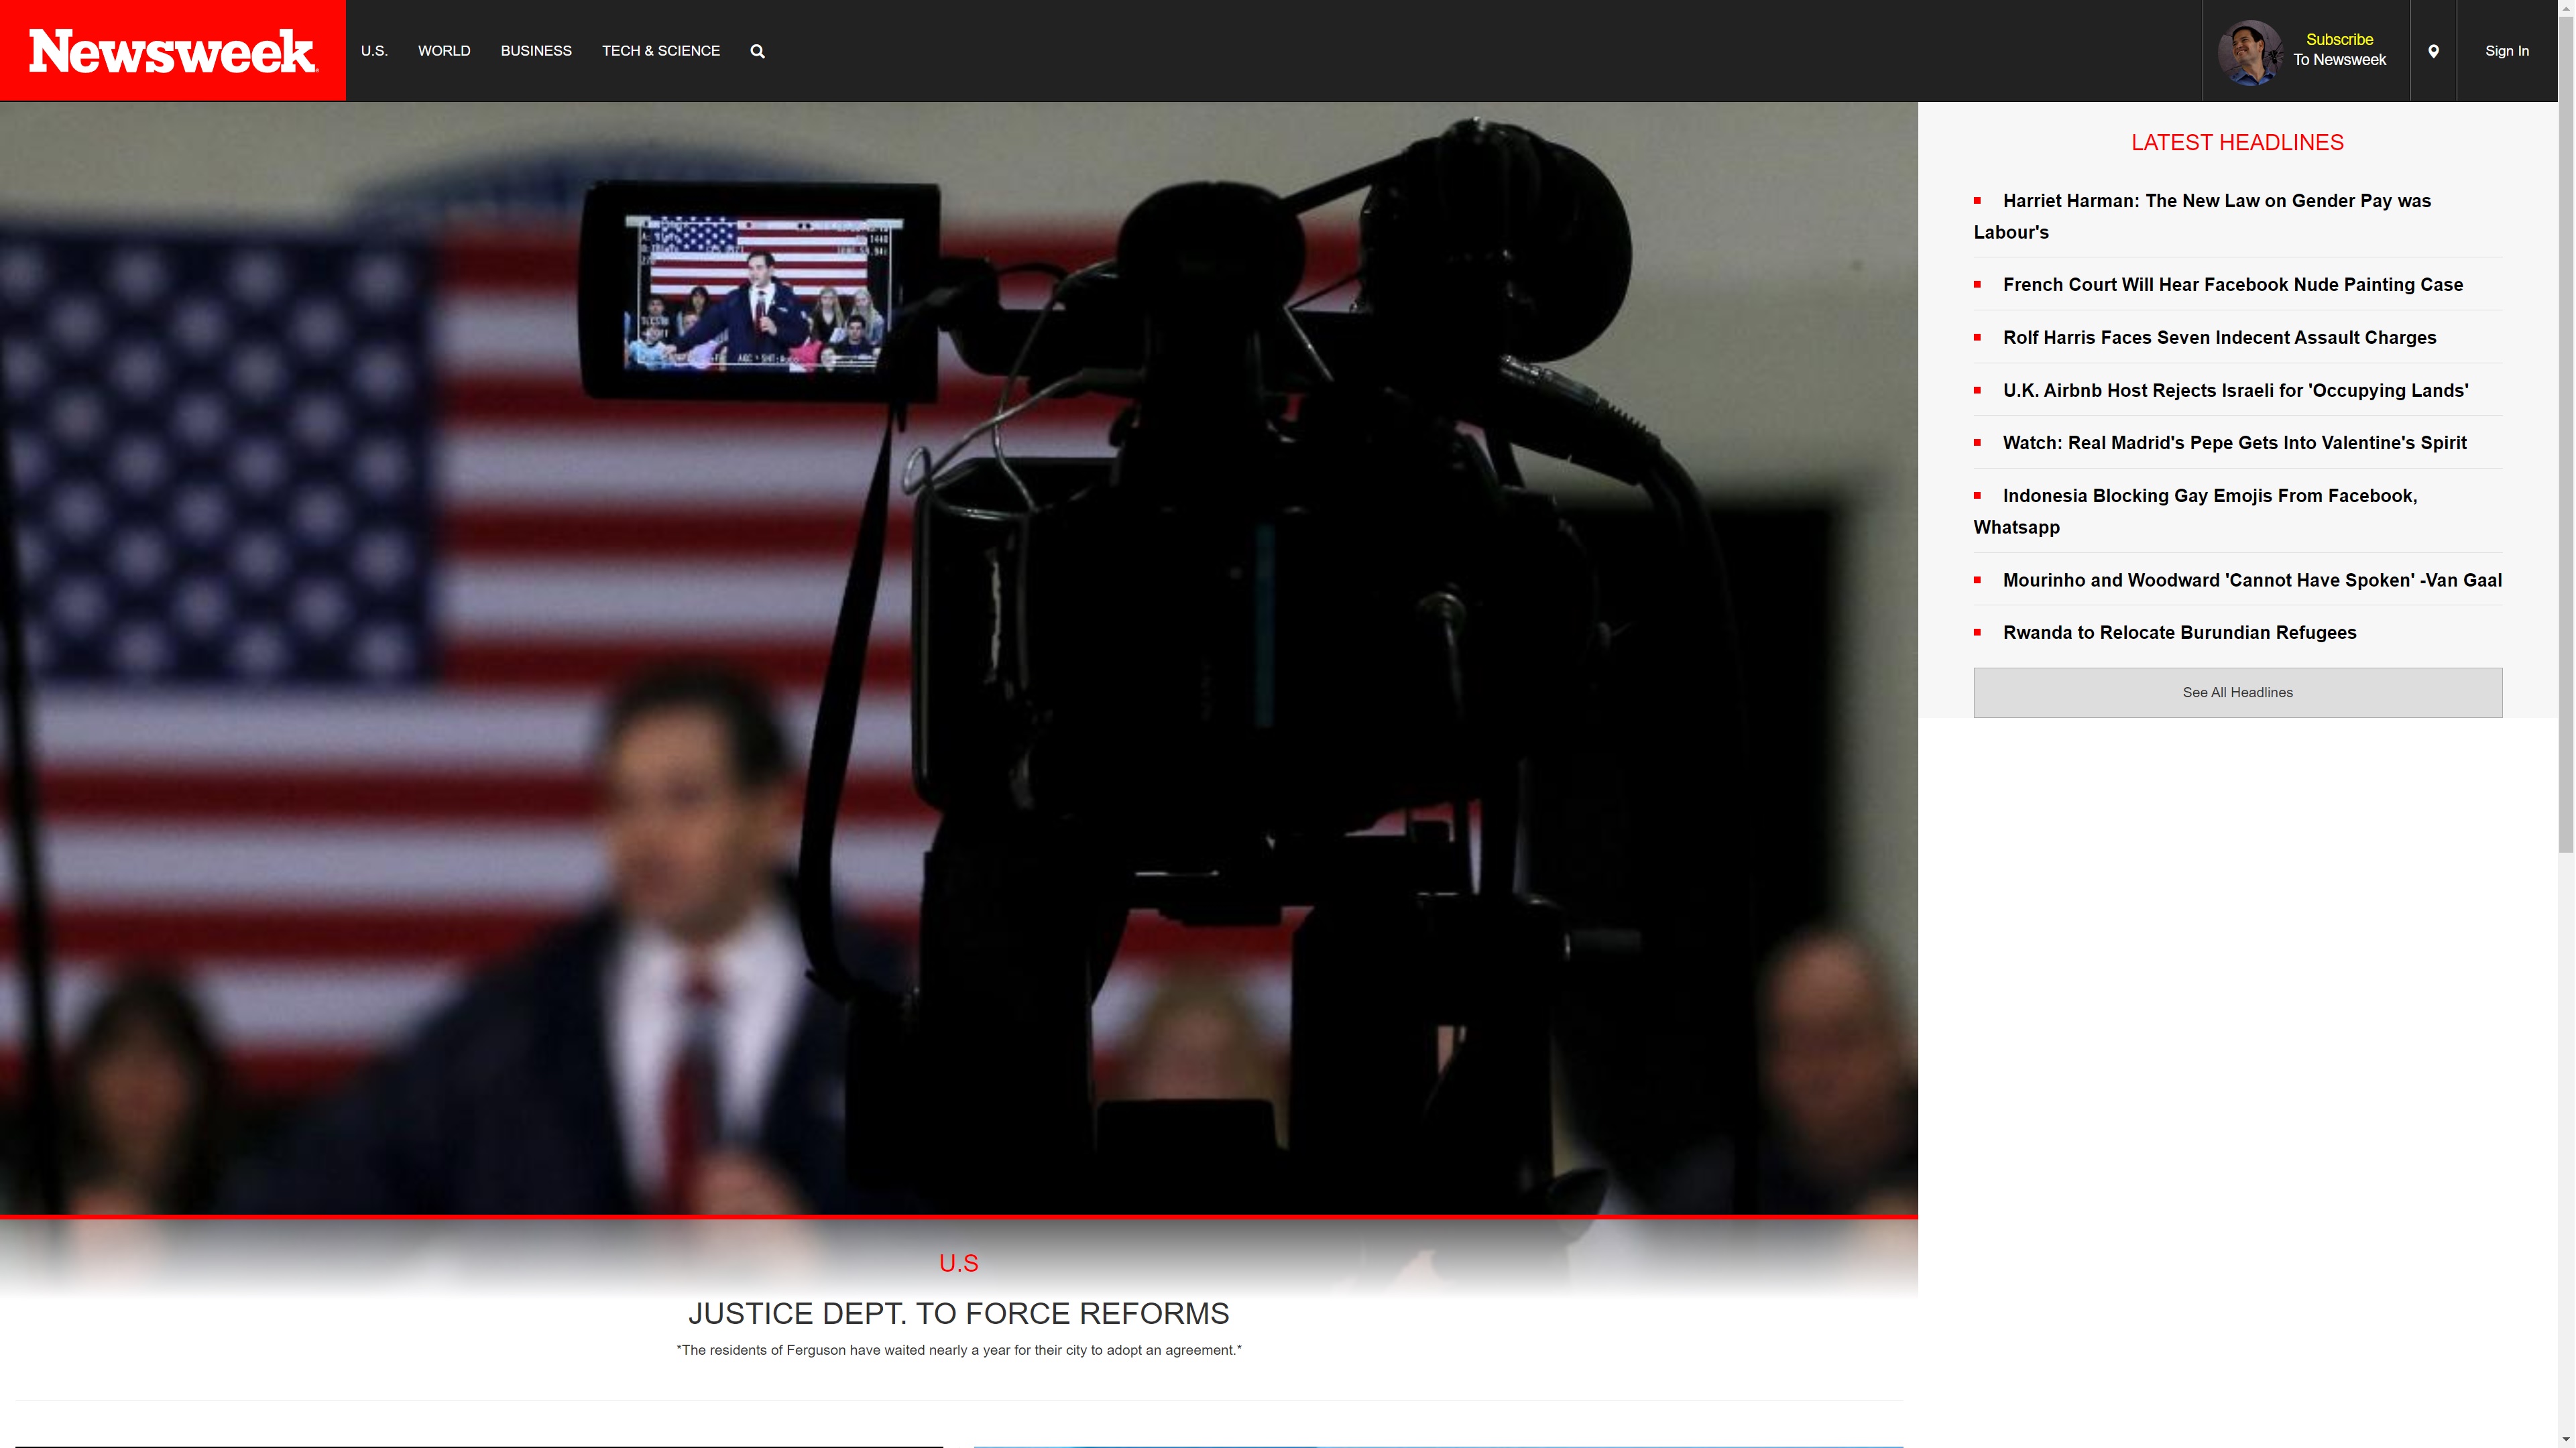 Newsweek
U.S.
WORLD
BUSINESS
TECH & SCIENCE
Subscribe
To Newsweek
Sign In
LATEST HEADLINES
Harriet Harman: The New Law on Gender Pay was
Labour's
French Court Will Hear Facebook Nude Painting Case
Rolf Harris Faces Seven Indecent Assault Charges
U.K. Airbnb Host Rejects Israeli for 'Occupying Lands'
Watch: Real Madrid's Pepe Gets Into Valentine's Spirit
Indonesia Blocking Gay Emojis From Facebook,
Whatsapp
Mourinho and Woodward 'Cannot Have Spoken' -Van Gaal
Rwanda to Relocate Burundian Refugees
See All Headlines
U.S
JUSTICE DEPT. TO FORCE REFORMS
*The residents of Ferguson have waited nearly a year for their city to adopt an agreement.*